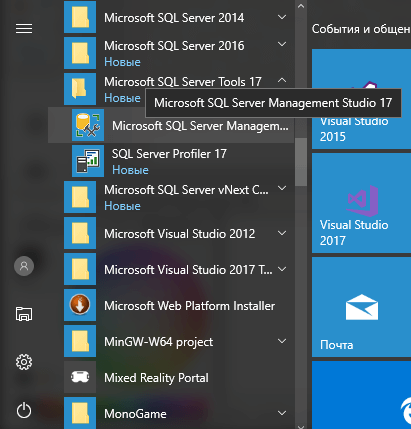 Microsoft SQL Server 2014
События и общен
Microsoft SQL Server 2016
Новые
Microsoft SQL Server Tools 17
Новые
Microsoft SQL Server Management Studio 17
Microsoft SQL Server Managem...
Visual Studio
2015
SQL Server Profiler 17
Новые
Microsoft SQL Server vNext C...
Новые
Visual Studio
2017
Microsoft Visual Studio 2012
Microsoft Visual Studio 2017 T...
Microsoft Web Platform Installer
MinGW-W64 project
Почта
Mixed Reality Portal
MonoGame